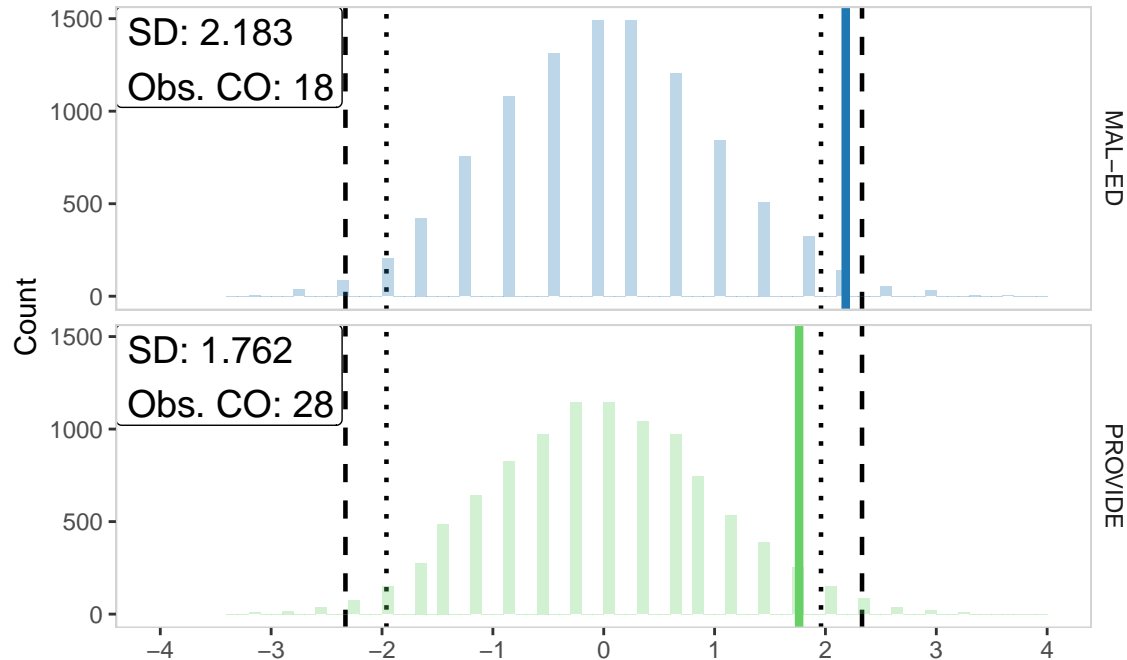 SD: 2.183
Obs. CO: 18
1500
1000
500
0
MAL−ED
Count
SD: 1.762
Obs. CO: 28
1500
1000
500
0
PROVIDE
−4 −3 −2 −1 0 1 2 3 4